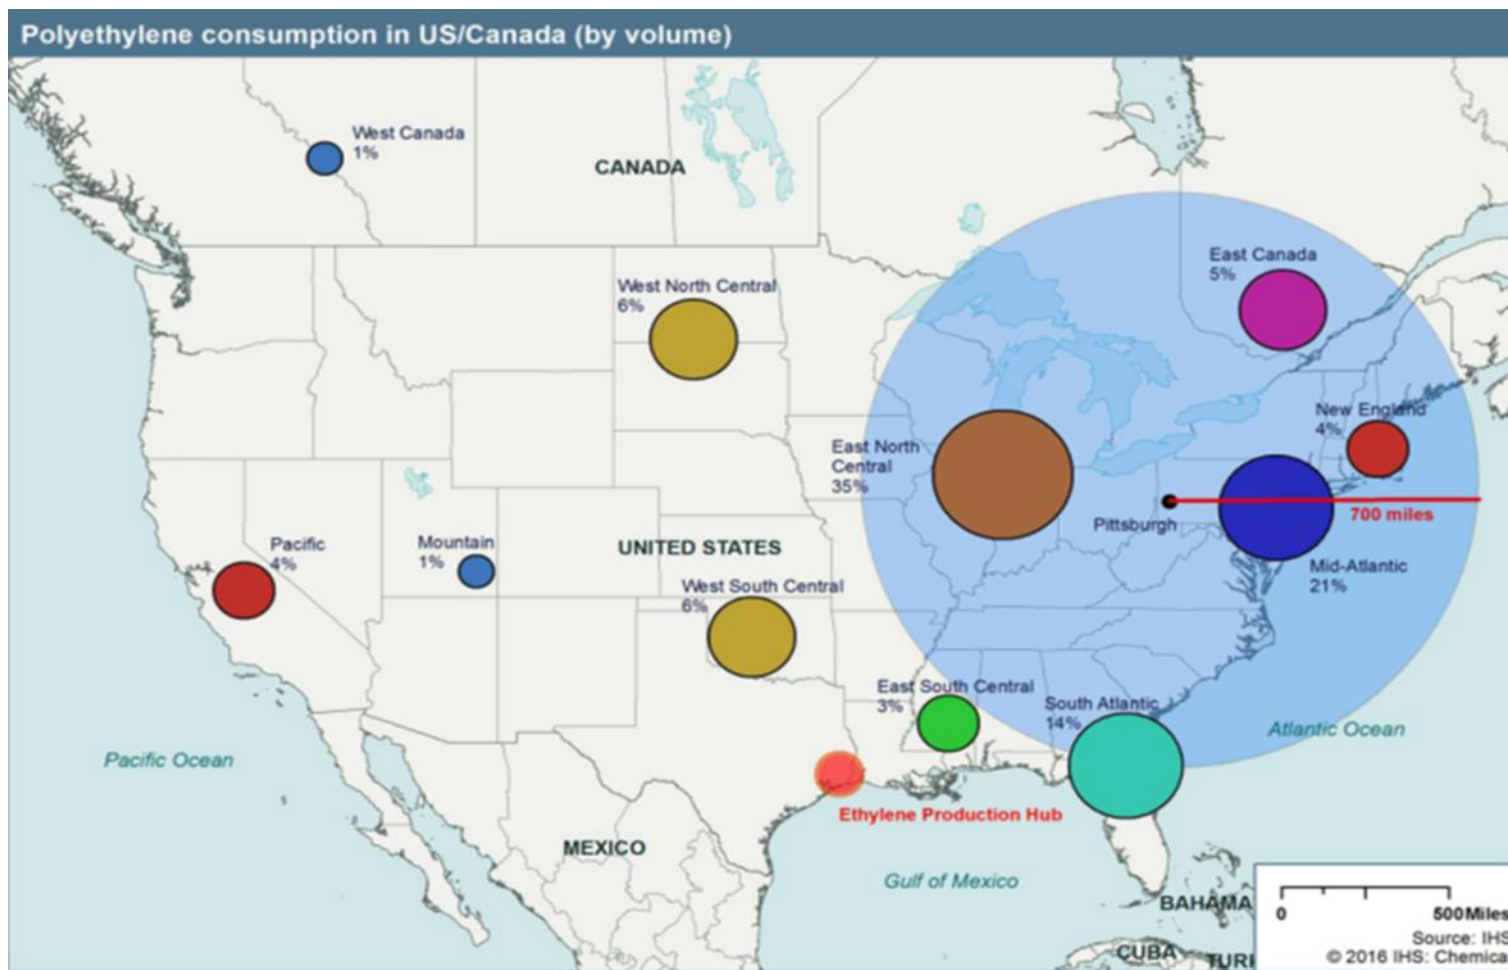 Polyethylene consumption in US/Canada (by volume)
West Canada
1%
CANADA
East Canada
5%
West North Central
6%
New England
4%
East North
Central
35%
700 miles
Pittsburgh
Pacific
4%
Mountain
1%
UNITED STATES
Mid-Atlantic
21%
West South Central
6%
East South Central
3%
South Atlantic
14%
Atlantic Ocean
Pacific Ocean
Ethylene Production Hub
MEXICO
Gulf of Mexico
BAHAMA
0
500Miles
Source: IHS
© 2016 IHS: Chemica
CUBA
TURK